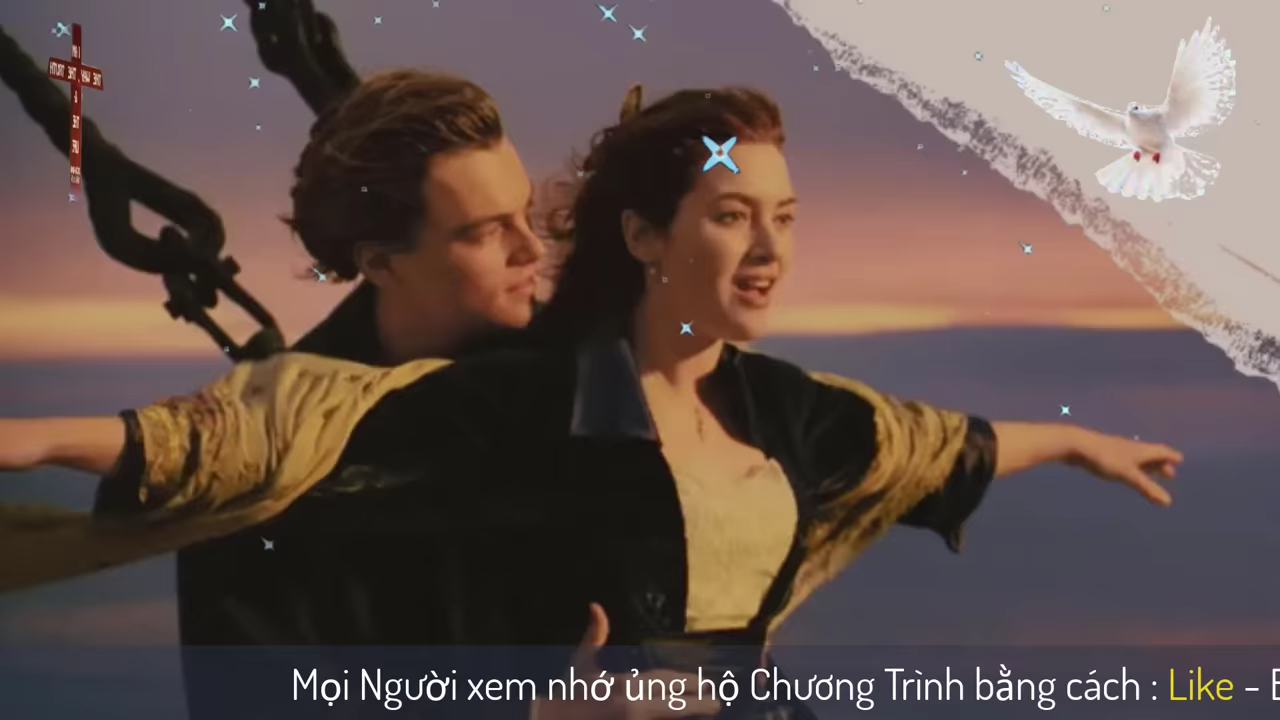 Mọi Người xem nhớ ủng hộ Chương Trình bằng cách : Like -